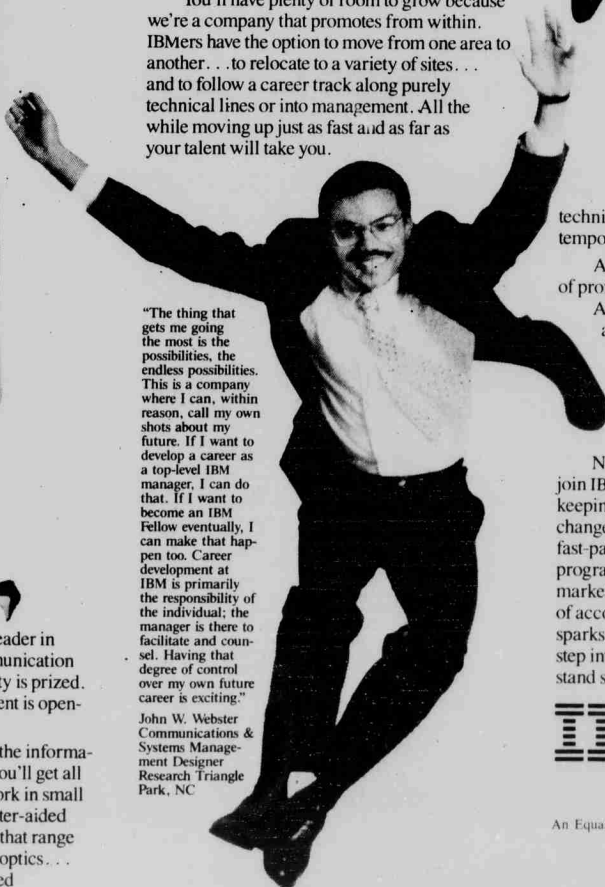 You'll have plenty of room to grow because
we're a company that promotes from within.
IBMers have the option to move from one area to
another. . .to relocate to a variety of sites. . .
and to follow a career track along purely
technical lines or into management. All the
while moving up just as fast and as far as
your talent will take you.
"The thing that
gets me going
the most is the
possibilities, the
endless possibilities.
This is a company
where I can, within
reason, call my own
shots about my
future. If I want to
develop a career as
a top-level IBM
manager, I can do
that. If I want to
become an IBM
Fellow eventually, I
can make that hap-
pen too. Career
development at
IBM is primarily
the responsibility of
the individual; the
manager is there to
facilitate and coun-
sel. Having that
degree of control
over my own future
career is exciting."
John W. Webster
Communications &
Systems Manage-
ment Designer
Research Triangle
Park, NC
eader in
munication
ty is prized.
ent is open-
the informa-
ou'll get all
ork in small
ter-aided
that range
optics. . .
ed
techni
tempo
A
of pro
A
a
N
join IB
keepin
change
fast-pa
progra
marke
of acco
sparks
step in
stand s
An Equa